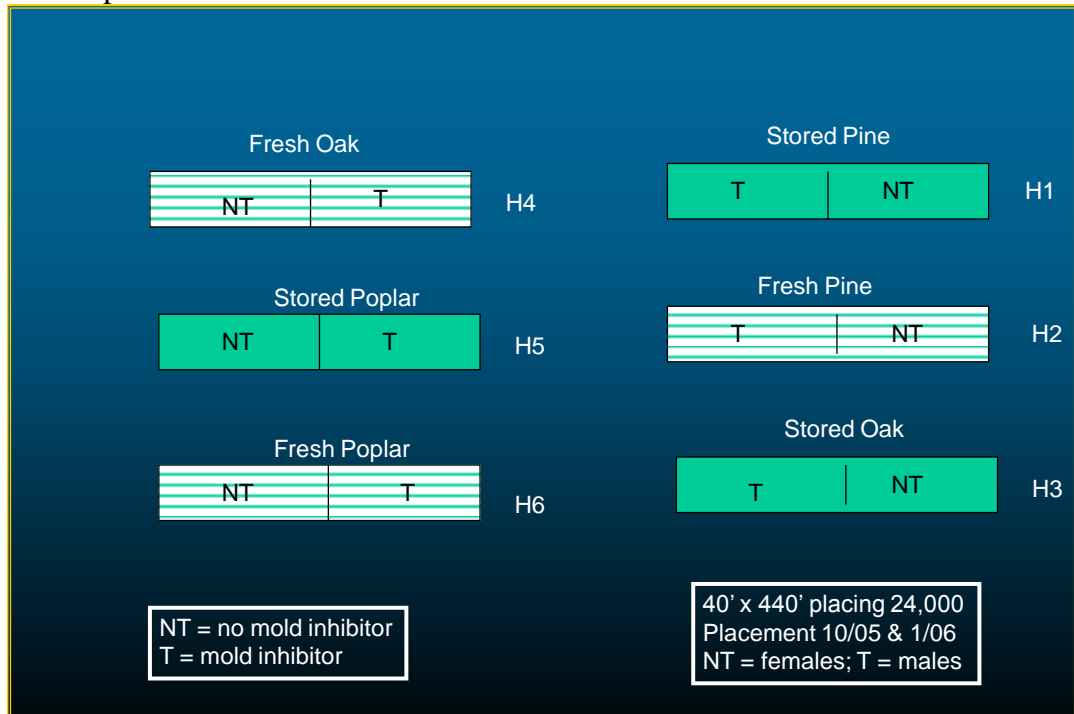 Fresh Oak
NT T H4
Stored Poplar
NT T H5
Fresh Poplar
NT T H6
NT = no mold inhibitor
T = mold inhibitor
Stored Pine
T NT H1
Fresh Pine
T NT H2
Stored Oak
T NT H3
40’ x 440’ placing 24,000
Placement 10/05 & 1/06
NT = females; T = males